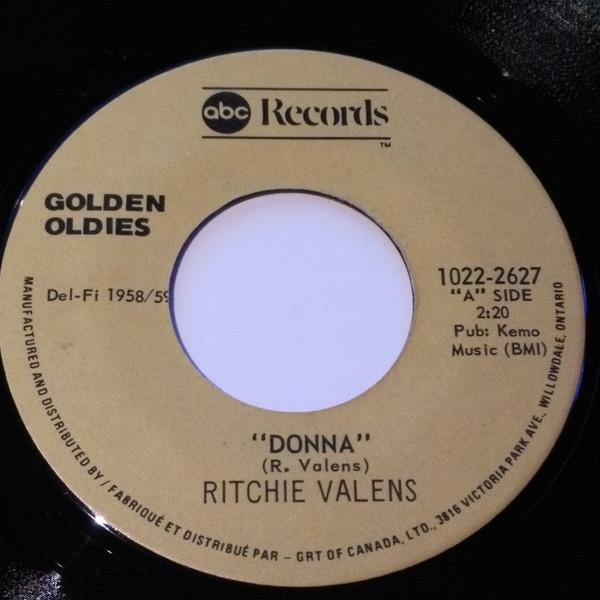 abc Records
TM
GOLDEN
OLDIES
Del-Fi 1958/59
1022-2627
"A" SIDE
2:20
Pub: Kemo
Music (BMI)
"DONNA"
(R. Valens)
RITCHIE VALENS
MANUFACTURED AND DISTRIBUTED BY / FABRIQUÉ ET DISTRIBUÉ PAR – GRT OF CANADA, LTD., 3816 VICTORIA PARK AVE., WILLOWDALE, ONTARIO